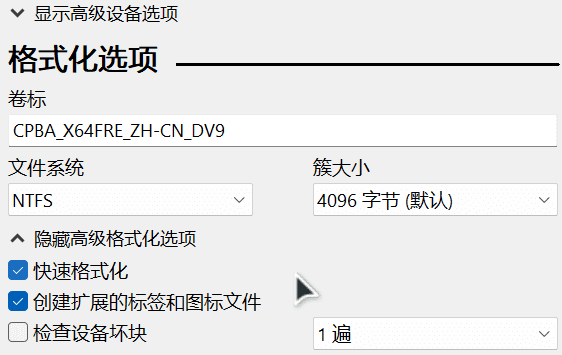 显示高级设备选项
格式化选项
卷标
CPBA_X64FRE_ZH-CN_DV9
文件系统 簇大小
NTFS 4096 字节 (默认)
隐藏高级格式化选项
快速格式化
创建扩展的标签和图标文件
检查设备坏块 1 遍